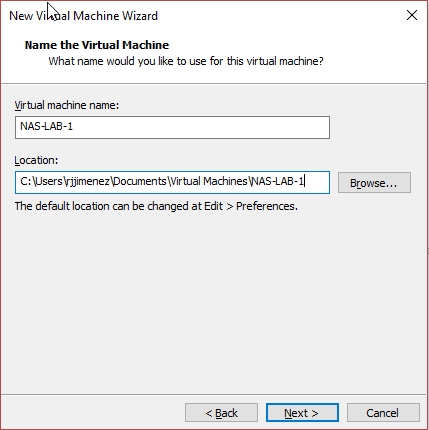 New Virtual Machine Wizard
Name the Virtual Machine
What name would you like to use for this virtual machine?
Virtual machine name:
NAS-LAB-1
Location:
C:\Users\rjjimenez\Documents\Virtual Machines\NAS-LAB-1
Browse...
The default location can be changed at Edit > Preferences.
< Back
Next >
Cancel